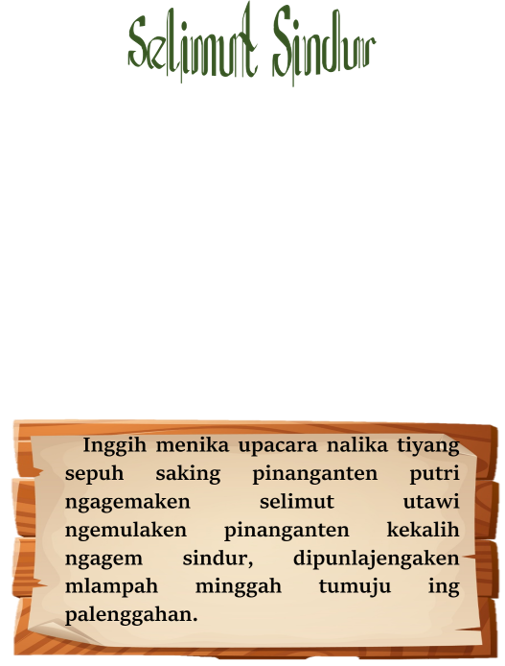 Selimut Sindur
Inggih menika upacara nalika tiyang
sepuh saking pinanganten putri
ngagemaken selimut utawi
ngemulaken pinanganten kekalih
ngagem sindur, dipunlajengaken
mlampah minggah tumuju ing
palenggahan.